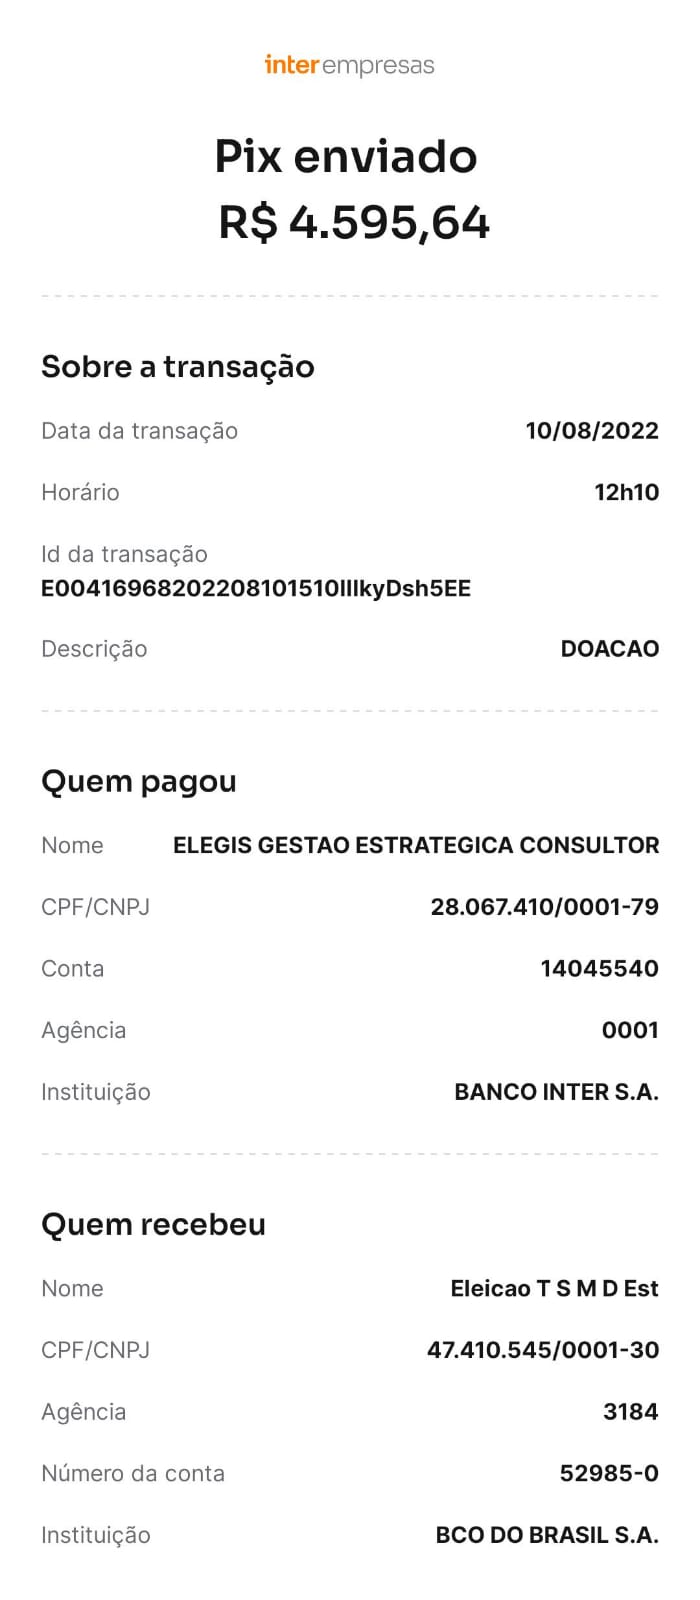 inter empresas
Pix enviado
R$ 4.595,64
Sobre a transação
Data da transação 10/08/2022
Horário 12h10
Id da transação
E00416968202208101510IIIkyDsh5EE
Descrição DOACAO
Quem pagou
Nome ELEGIS GESTAO ESTRATEGICA CONSULTOR
CPF/CNPJ 28.067.410/0001-79
Conta 14045540
Agência 0001
Instituição BANCO INTER S.A.
Quem recebeu
Nome Eleicao T S M D Est
CPF/CNPJ 47.410.545/0001-30
Agência 3184
Número da conta 52985-0
Instituição BCO DO BRASIL S.A.